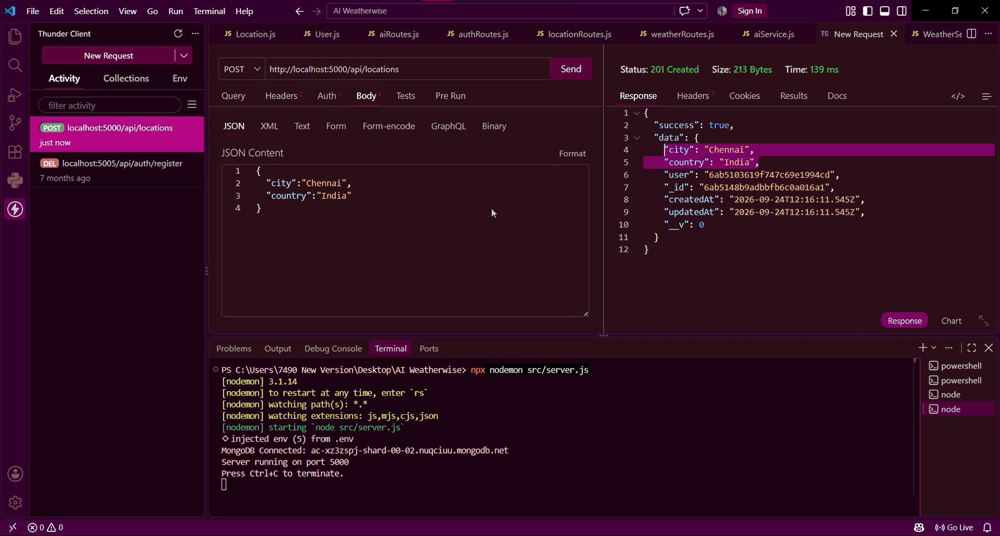 File Edit Selection View Go Run Terminal Help
AI Weatherwise
Sign In
Thunder Client
New Request
Activity Collections Env
filter activity
POST localhost:5000/api/locations
just now
DEL localhost:5005/api/auth/register
7 months ago
JS Location.js JS User.js JS aiRoutes.js JS authRoutes.js JS locationRoutes.js JS weatherRoutes.js JS aiService.js TC New Request JS WeatherSe
POST http://localhost:5000/api/locations Send
Query Headers 2 Auth 1 Body 1 Tests Pre Run
JSON XML Text Form Form-encode GraphQL Binary
JSON Content Format
1 {
2 "city":"Chennai",
3 "country":"India"
4 }
Status: 201 Created Size: 213 Bytes Time: 139 ms
Response Headers 7 Cookies Results Docs </>
1 {
2 "success": true,
3 "data": {
4 "city": "Chennai",
5 "country": "India",
6 "user": "6ab5103619f747c69e1994cd",
7 "_id": "6ab5148b9adbbfb6c0a016a1",
8 "createdAt": "2026-09-24T12:16:11.545Z",
9 "updatedAt": "2026-09-24T12:16:11.545Z",
10 "__v": 0
11 }
12 }
Response Chart
Problems Output Debug Console Terminal Ports
PS C:\Users\7490 New Version\Desktop\AI Weatherwise> npx nodemon src/server.js
[nodemon] 3.1.14
[nodemon] to restart at any time, enter `rs`
[nodemon] watching path(s): *.*
[nodemon] watching extensions: js,mjs,cjs,json
[nodemon] starting `node src/server.js`
◇ injected env (5) from .env
MongoDB Connected: ac-xz3zspj-shard-00-02.nuqciuu.mongodb.net
Server running on port 5000
Press Ctrl+C to terminate.
powershell
powershell
node
node
0 0
Go Live